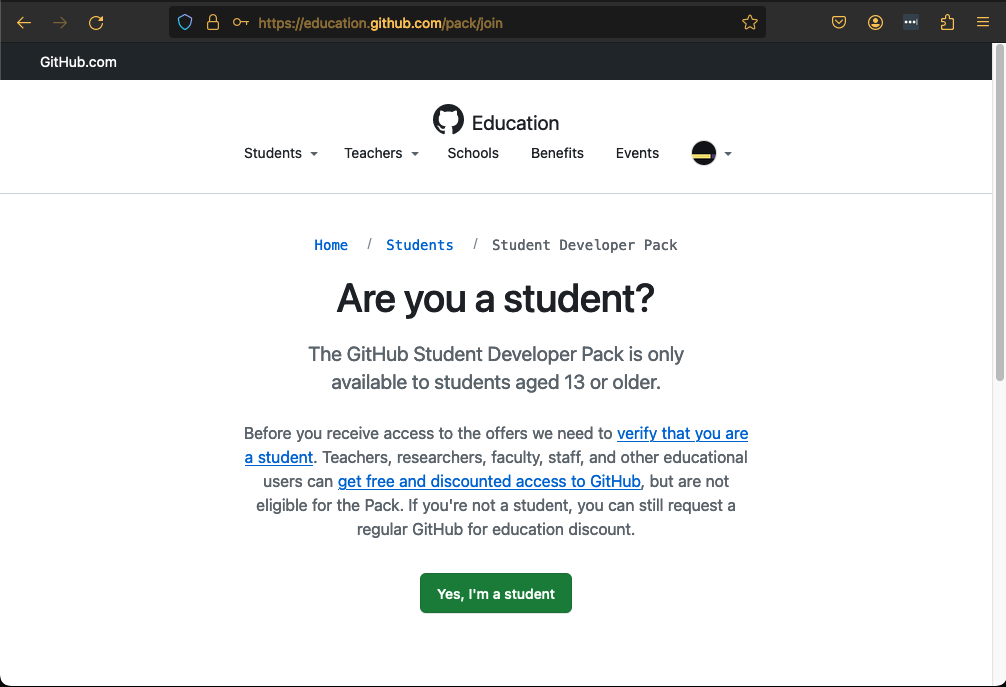 https://education.github.com/pack/join
GitHub.com
Education
Students Teachers Schools Benefits Events
Home / Students / Student Developer Pack
Are you a student?
The GitHub Student Developer Pack is only
available to students aged 13 or older.
Before you receive access to the offers we need to verify that you are
a student. Teachers, researchers, faculty, staff, and other educational
users can get free and discounted access to GitHub, but are not
eligible for the Pack. If you're not a student, you can still request a
regular GitHub for education discount.
Yes, I'm a student